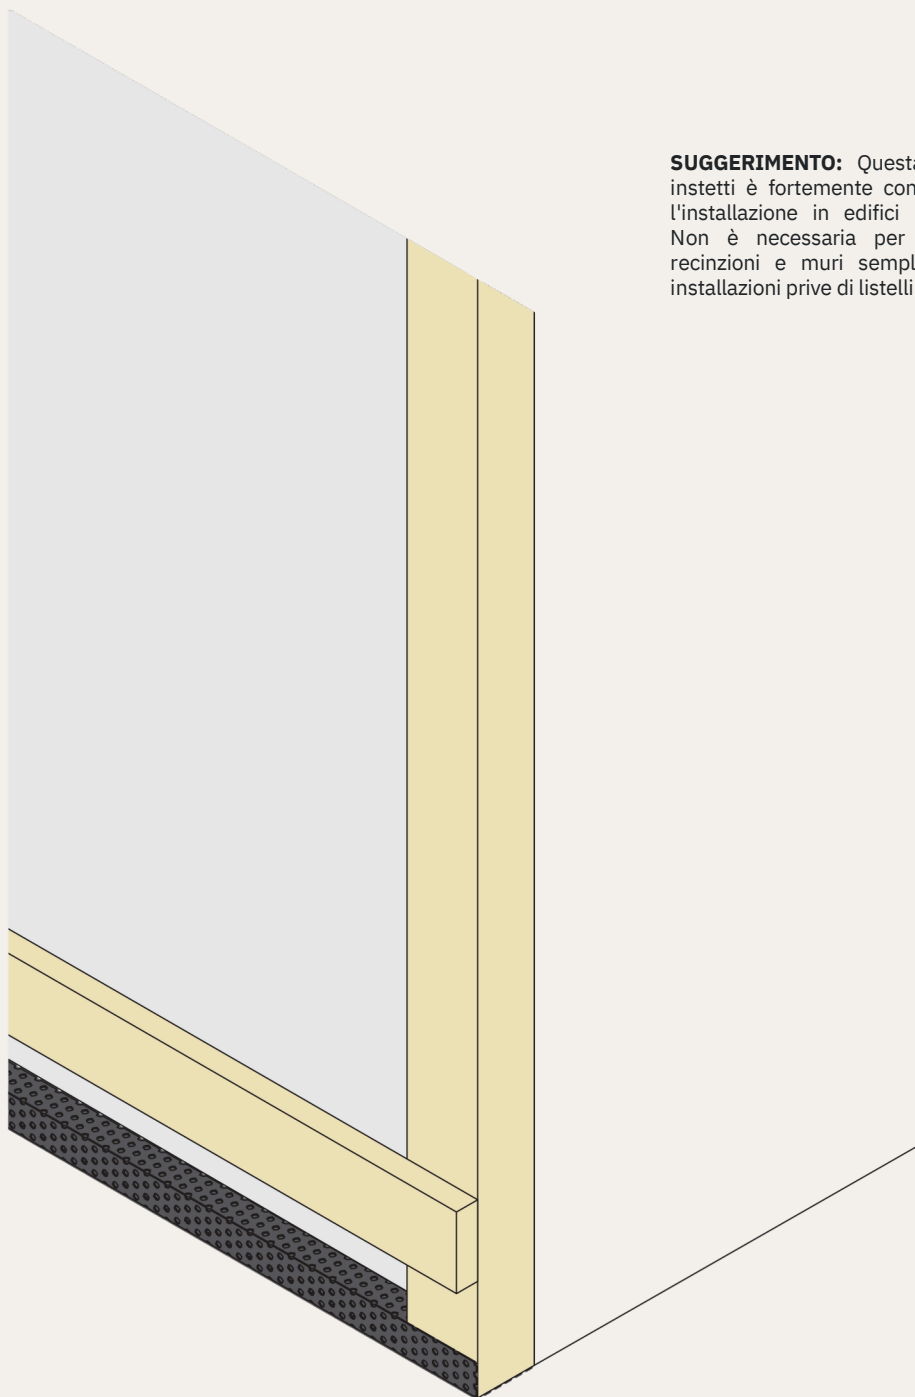 SUGGERIMENTO: Questa
instetti è fortemente con
l'installazione in edifici
Non è necessaria per
recinzioni e muri sempl
installazioni prive di listelli